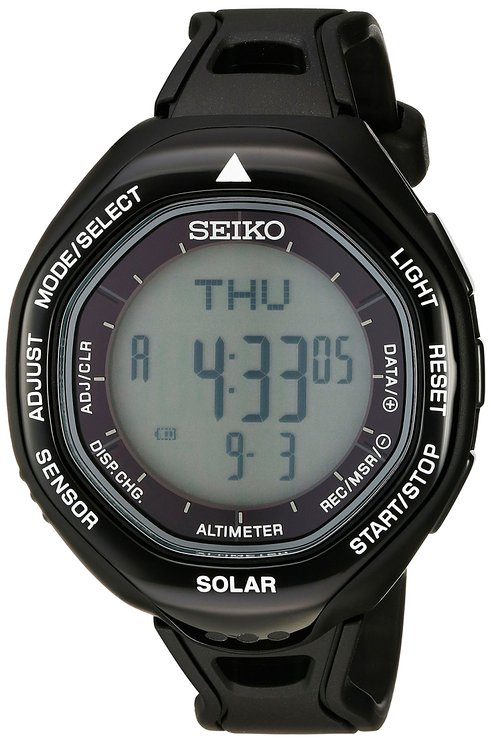 SEIKO
THU
A 4:33 05
9-3
MODE/SELECT
ADJUST
ADJ/CLR
SENSOR
DISP.CHG.
LIGHT
RESET
DATA/⊕
START/STOP
REC/MSR/⊖
ALTIMETER
SOLAR